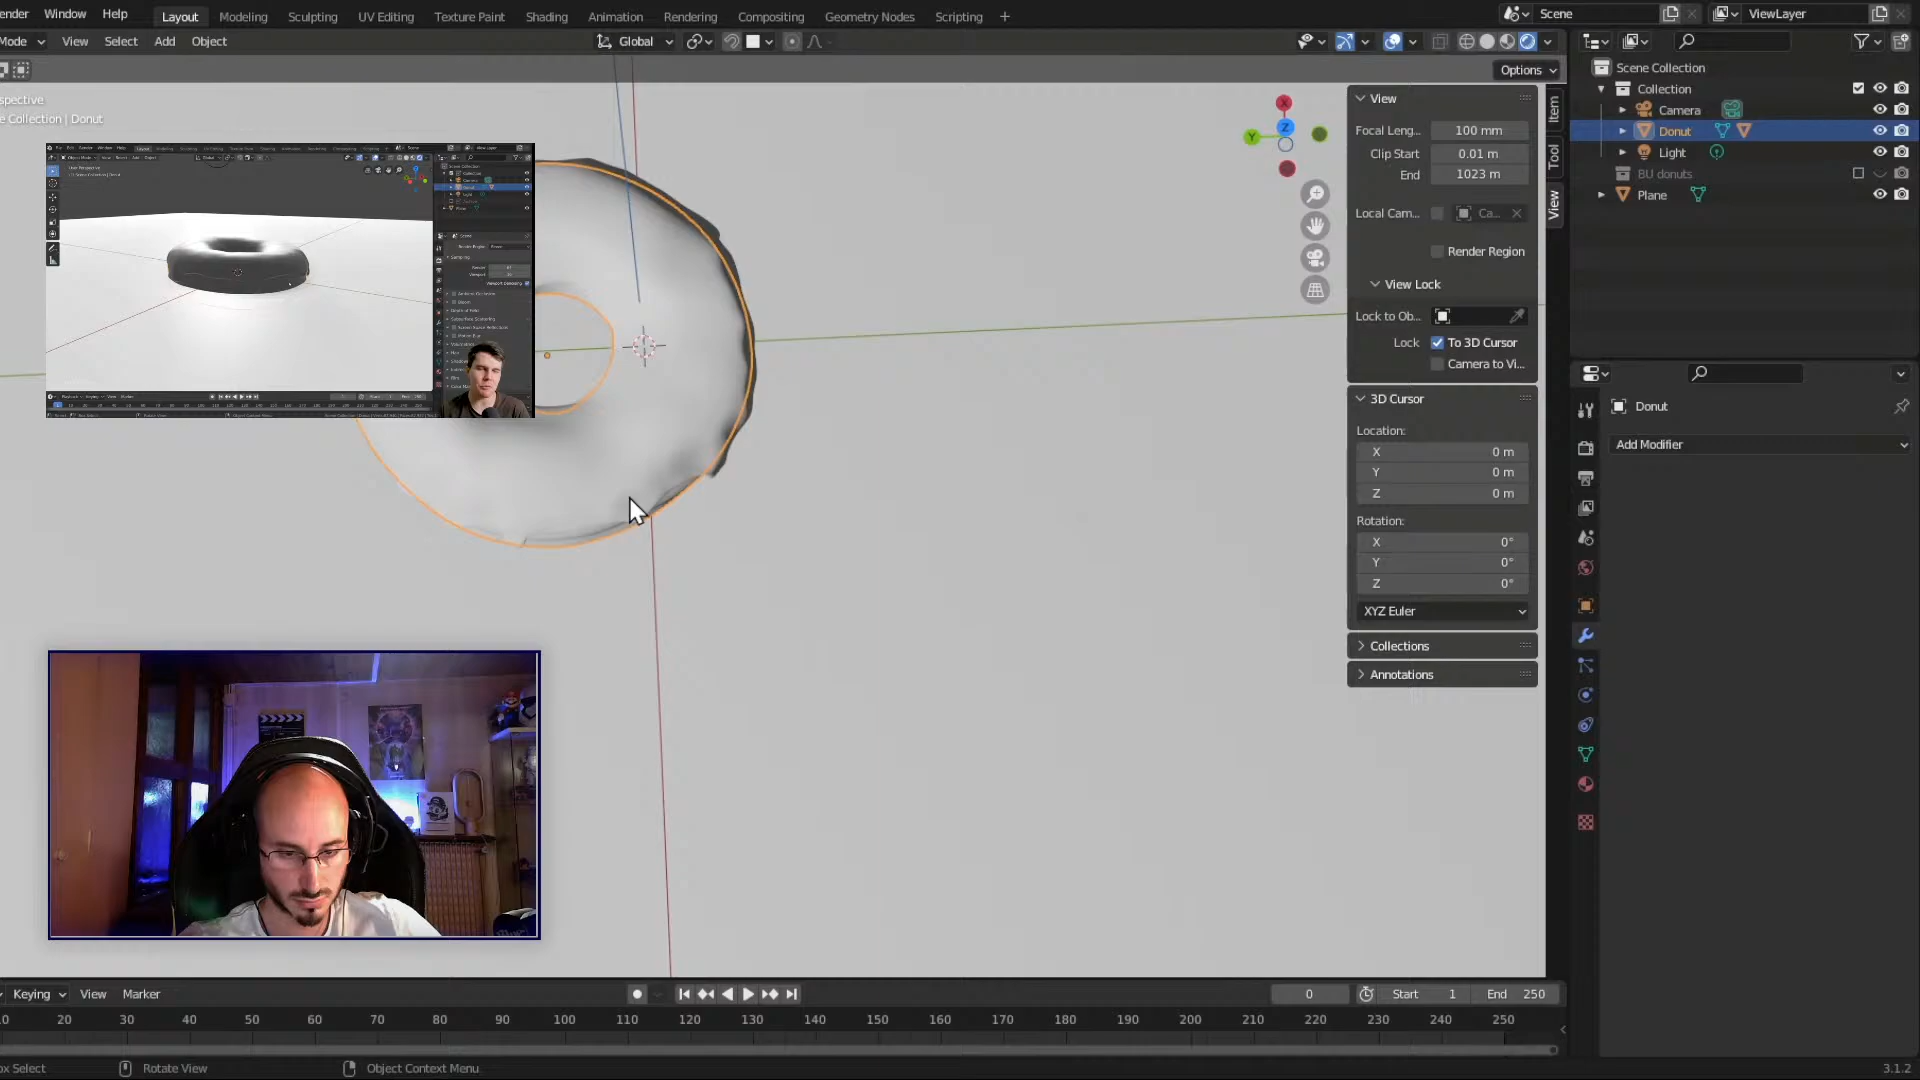 ender Window Help Layout Modeling Sculpting UV Editing Texture Paint Shading Animation Rendering Compositing Geometry Nodes Scripting + Scene ViewLayer
Mode View Select Add Object Global
Options
spective
e Collection | Donut
X
Y
Z
View
Focal Leng... 100 mm
Clip Start 0.01 m
End 1023 m
Local Cam... Ca...
Render Region
View Lock
Lock to Ob...
Lock To 3D Cursor
Camera to Vi...
3D Cursor
Location:
X 0 m
Y 0 m
Z 0 m
Rotation:
X 0°
Y 0°
Z 0°
XYZ Euler
Collections
Annotations
Item
Tool
View
Scene Collection
Collection
Camera
Donut
Light
BU donuts
Plane
Donut
Add Modifier
Keying View Marker 0 Start 1 End 250
0 20 30 40 50 60 70 80 90 100 110 120 130 140 150 160 170 180 190 200 210 220 230 240 250
ox Select Rotate View Object Context Menu 3.1.2